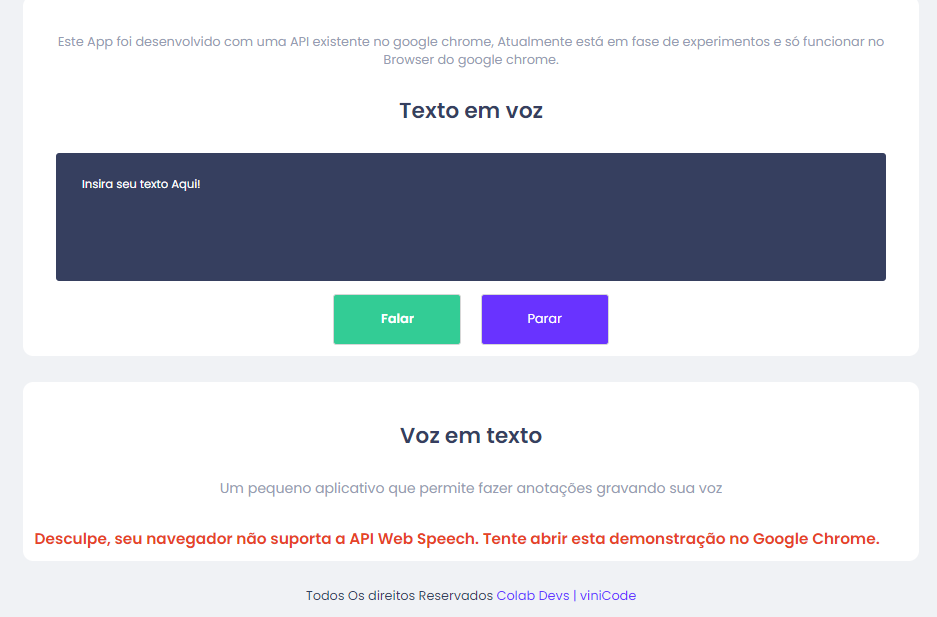 Este App foi desenvolvido com uma API existente no google chrome, Atualmente está em fase de experimentos e só funcionar no
Browser do google chrome.
Texto em voz
Insira seu texto Aqui!
Falar
Parar
Voz em texto
Um pequeno aplicativo que permite fazer anotações gravando sua voz
Desculpe, seu navegador não suporta a API Web Speech. Tente abrir esta demonstração no Google Chrome.
Todos Os direitos Reservados Colab Devs | viniCode